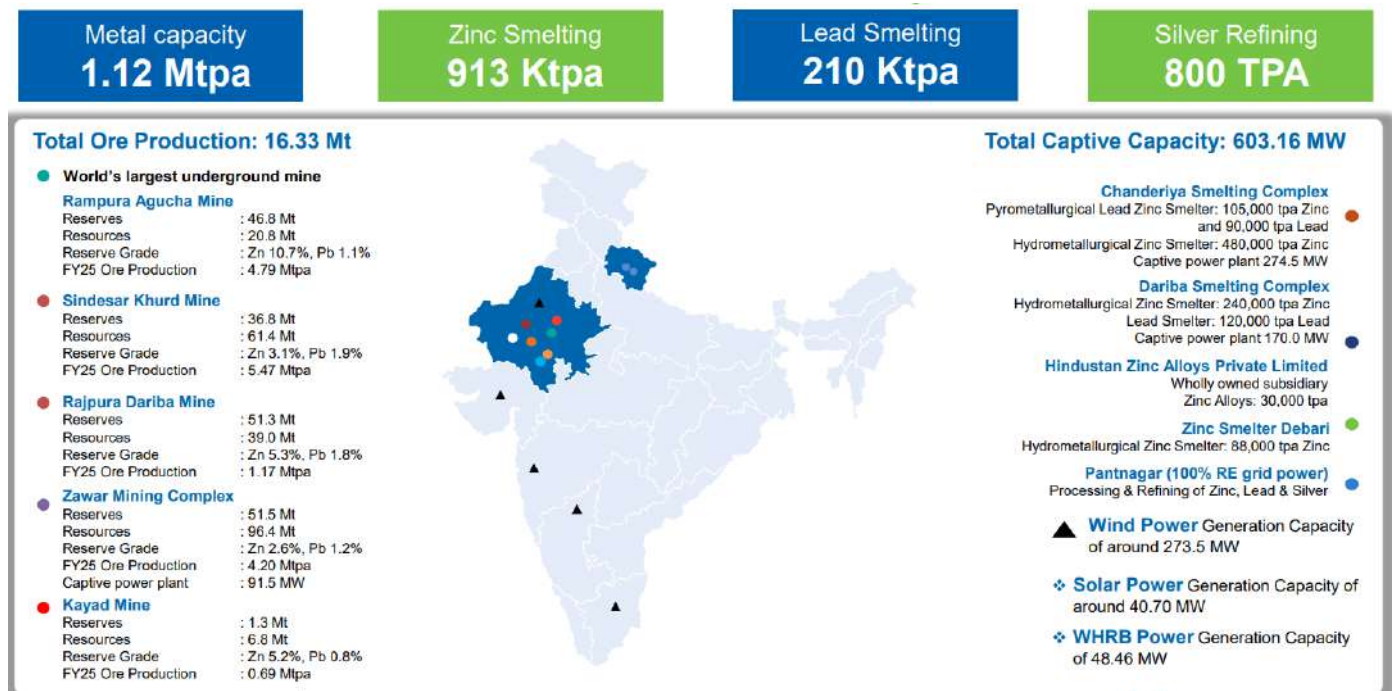 Metal capacity
1.12 Mtpa
Zinc Smelting
913 Ktpa
Lead Smelting
210 Ktpa
Silver Refining
800 TPA
Total Ore Production: 16.33 Mt
World's largest underground mine
Rampura Agucha Mine
Reserves : 46.8 Mt
Resources : 20.8 Mt
Reserve Grade : Zn 10.7%, Pb 1.1%
FY25 Ore Production : 4.79 Mtpa
Sindesar Khurd Mine
Reserves : 36.8 Mt
Resources : 61.4 Mt
Reserve Grade : Zn 3.1%, Pb 1.9%
FY25 Ore Production : 5.47 Mtpa
Rajpura Dariba Mine
Reserves : 51.3 Mt
Resources : 39.0 Mt
Reserve Grade : Zn 5.3%, Pb 1.8%
FY25 Ore Production : 1.17 Mtpa
Zawar Mining Complex
Reserves : 51.5 Mt
Resources : 96.4 Mt
Reserve Grade : Zn 2.6%, Pb 1.2%
FY25 Ore Production : 4.20 Mtpa
Captive power plant : 91.5 MW
Kayad Mine
Reserves : 1.3 Mt
Resources : 6.8 Mt
Reserve Grade : Zn 5.2%, Pb 0.8%
FY25 Ore Production : 0.69 Mtpa
Total Captive Capacity: 603.16 MW
Chanderiya Smelting Complex
Pyrometallurgical Lead Zinc Smelter: 105,000 tpa Zinc
and 90,000 tpa Lead
Hydrometallurgical Zinc Smelter: 480,000 tpa Zinc
Captive power plant 274.5 MW
Dariba Smelting Complex
Hydrometallurgical Zinc Smelter: 240,000 tpa Zinc
Lead Smelter: 120,000 tpa Lead
Captive power plant 170.0 MW
Hindustan Zinc Alloys Private Limited
Wholly owned subsidiary
Zinc Alloys: 30,000 tpa
Zinc Smelter Debari
Hydrometallurgical Zinc Smelter: 88,000 tpa Zinc
Pantnagar (100% RE grid power)
Processing & Refining of Zinc, Lead & Silver
Wind Power Generation Capacity
of around 273.5 MW
Solar Power Generation Capacity of
around 40.70 MW
WHRB Power Generation Capacity
of 48.46 MW